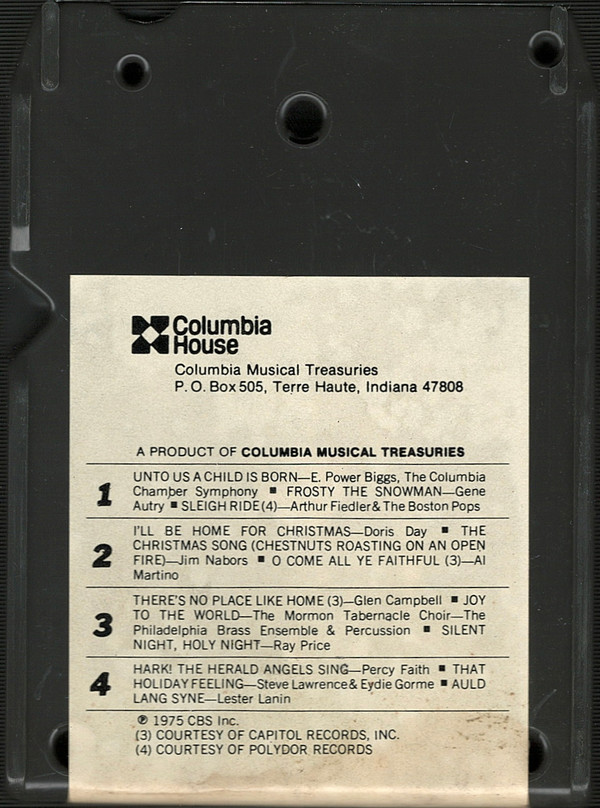 Columbia
House
Columbia Musical Treasuries
P. O. Box 505, Terre Haute, Indiana 47808
A PRODUCT OF COLUMBIA MUSICAL TREASURIES
1 UNTO US A CHILD IS BORN—E. Power Biggs, The Columbia
Chamber Symphony ■ FROSTY THE SNOWMAN—Gene
Autry ■ SLEIGH RIDE (4)—Arthur Fiedler & The Boston Pops
2 I'LL BE HOME FOR CHRISTMAS—Doris Day ■ THE
CHRISTMAS SONG (CHESTNUTS ROASTING ON AN OPEN
FIRE)—Jim Nabors ■ O COME ALL YE FAITHFUL (3)—Al
Martino
3 THERE'S NO PLACE LIKE HOME (3)—Glen Campbell ■ JOY
TO THE WORLD—The Mormon Tabernacle Choir—The
Philadelphia Brass Ensemble & Percussion ■ SILENT
NIGHT, HOLY NIGHT—Ray Price
4 HARK! THE HERALD ANGELS SING—Percy Faith ■ THAT
HOLIDAY FEELING—Steve Lawrence & Eydie Gorme ■ AULD
LANG SYNE—Lester Lanin
℗ 1975 CBS Inc.
(3) COURTESY OF CAPITOL RECORDS, INC.
(4) COURTESY OF POLYDOR RECORDS